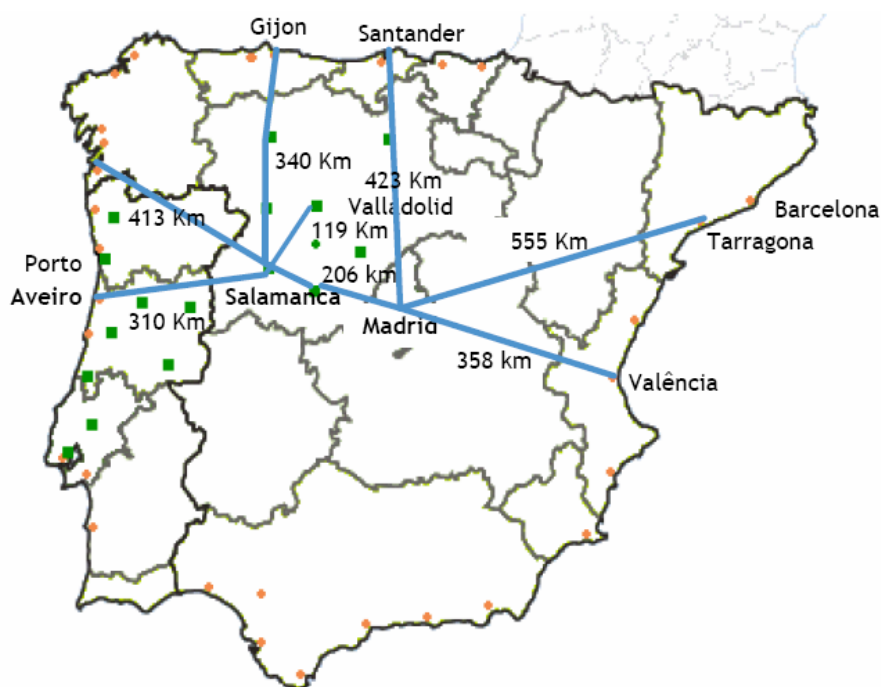 Gijon
Santander
340 Km
423 Km
Valladolid
413 Km
119 Km
555 Km
Barcelona
Tarragona
Porto
206 km
Aveiro
Salamanca
310 Km
Madrid
358 km
Valência